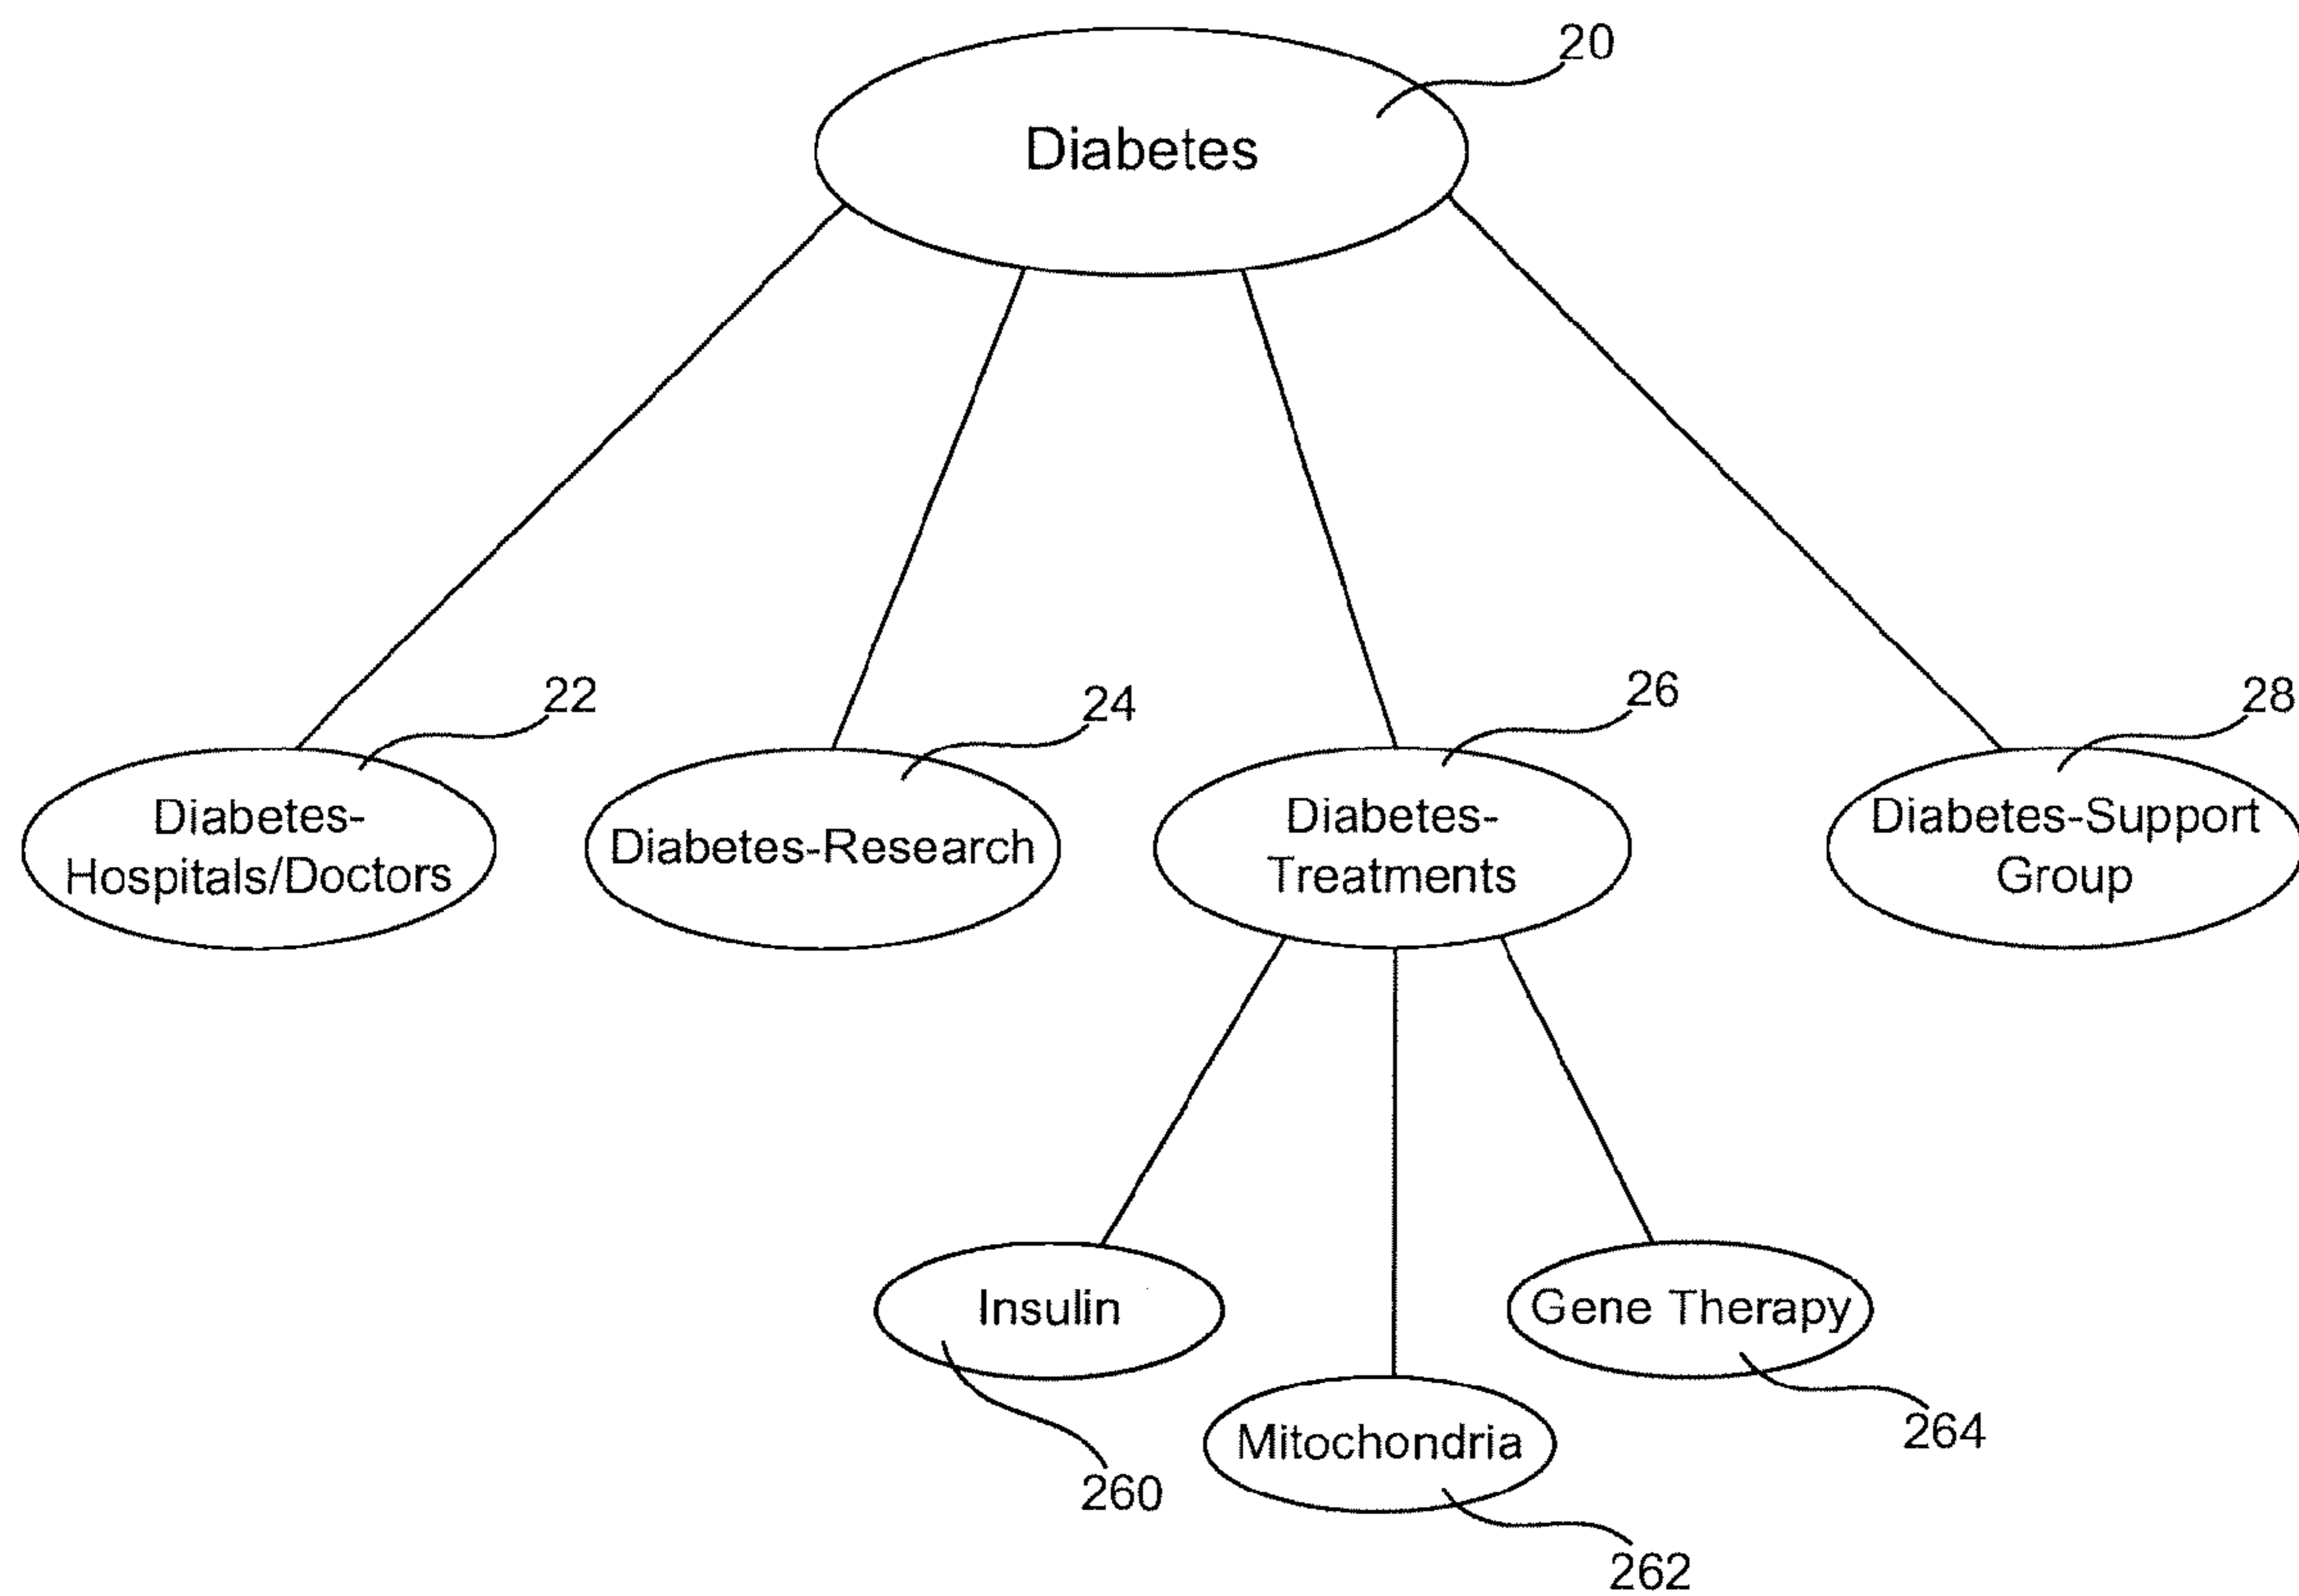 20
Diabetes
22
24
26
28
Diabetes-
Hospitals/Doctors
Diabetes-Research
Diabetes-
Treatments
Diabetes-Support
Group
Insulin
Gene Therapy
Mitochondria
260
264
262